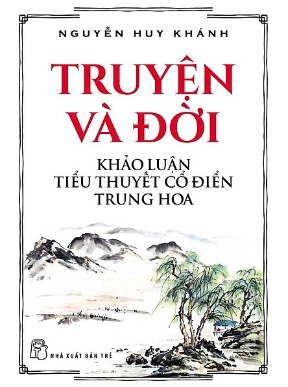 NGUYỄN HUY KHÁNH
TRUYỆN
VÀ ĐỜI
KHẢO LUẬN
TIỂU THUYẾT CỔ ĐIỂN
TRUNG HOA
NHÀ XUẤT BẢN TRẺ